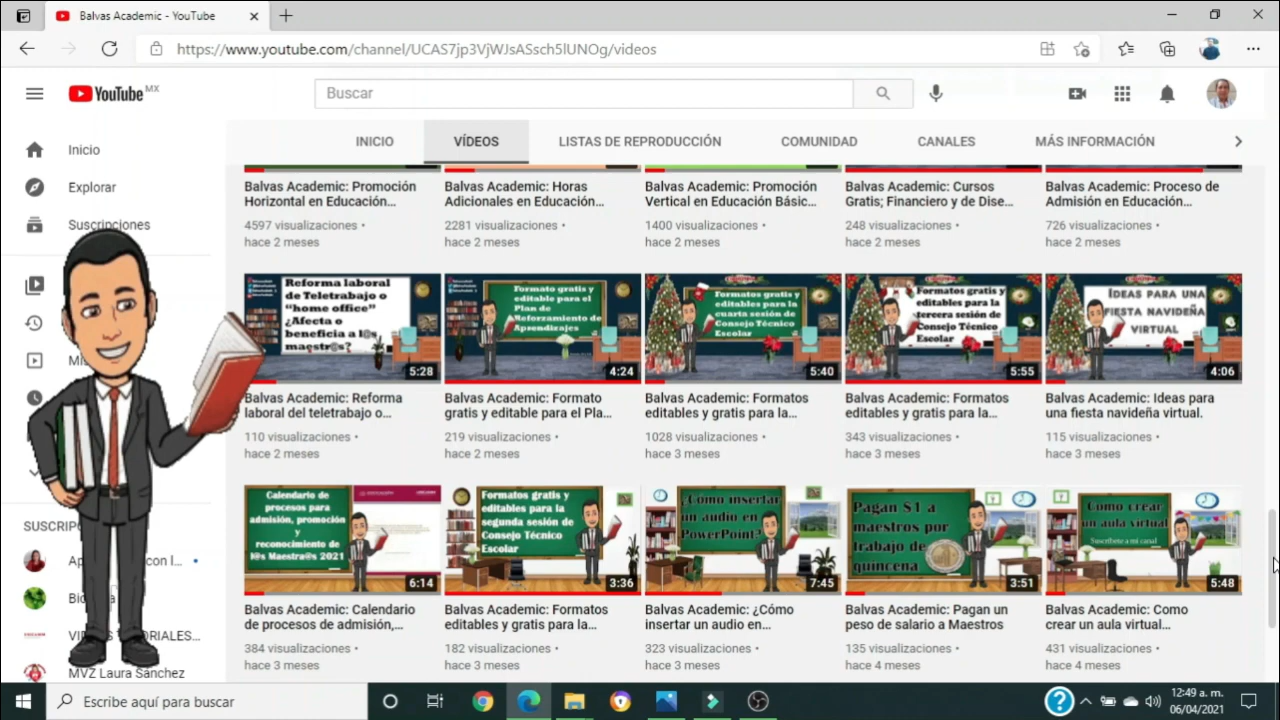 Balvas Academic - YouTube
https://www.youtube.com/channel/UCAS7jp3VjWJsASsch5lUNOg/videos
YouTube MX
Buscar
INICIO
VÍDEOS
LISTAS DE REPRODUCCIÓN
COMUNIDAD
CANALES
MÁS INFORMACIÓN
Inicio
Explorar
Suscripciones
SUSCRIP
con l...
VI
RIALES...
MVZ Laura Sánchez
Balvas Academic: Promoción
Horizontal en Educación...
4597 visualizaciones •
hace 2 meses
Balvas Academic: Horas
Adicionales en Educación...
2281 visualizaciones •
hace 2 meses
Balvas Academic: Promoción
Vertical en Educación Básic...
1400 visualizaciones •
hace 2 meses
Balvas Academic: Cursos
Gratis; Financiero y de Dise...
248 visualizaciones •
hace 2 meses
Balvas Academic: Proceso de
Admisión en Educación...
726 visualizaciones •
hace 2 meses
Reforma laboral
de Teletrabajo o
“home office”
¿Afecta o
beneficia a l@s
maestr@s?
5:28
Balvas Academic: Reforma
laboral del teletrabajo o...
110 visualizaciones •
hace 2 meses
Formato gratis y
editable para el
Plan de
Reforzamiento de
Aprendizajes
4:24
Balvas Academic: Formato
gratis y editable para el Pla...
219 visualizaciones •
hace 2 meses
Formatos gratis y
editables para la
cuarta sesión de
Consejo Técnico
Escolar
5:40
Balvas Academic: Formatos
editables y gratis para la...
1028 visualizaciones •
hace 3 meses
Formatos gratis y
editables para la
tercera sesión de
Consejo Técnico
Escolar
5:55
Balvas Academic: Formatos
editables y gratis para la...
343 visualizaciones •
hace 3 meses
IDEAS PARA UNA
FIESTA NAVIDEÑA
VIRTUAL
4:06
Balvas Academic: Ideas para
una fiesta navideña virtual.
115 visualizaciones •
hace 3 meses
Calendario de
procesos para
admisión, promoción
y
reconocimiento de
l@s Maestra@s 2021
6:14
Balvas Academic: Calendario
de procesos de admisión,...
384 visualizaciones •
hace 3 meses
Formatos gratis y
editables para la
segunda sesión de
Consejo Técnico
Escolar
3:36
Balvas Academic: Formatos
editables y gratis para la...
182 visualizaciones •
hace 3 meses
¿Cómo insertar
un audio en
PowerPoint?
7:45
Balvas Academic: ¿Cómo
insertar un audio en...
323 visualizaciones •
hace 3 meses
Pagan $1 a
maestros por
trabajo de
quincena
3:51
Balvas Academic: Pagan un
peso de salario a Maestros
135 visualizaciones •
hace 4 meses
Como crear
un aula virtual
Suscríbete a mi canal
5:48
Balvas Academic: Como
crear un aula virtual...
431 visualizaciones •
hace 4 meses
Escribe aquí para buscar
12:49 a. m.
06/04/2021